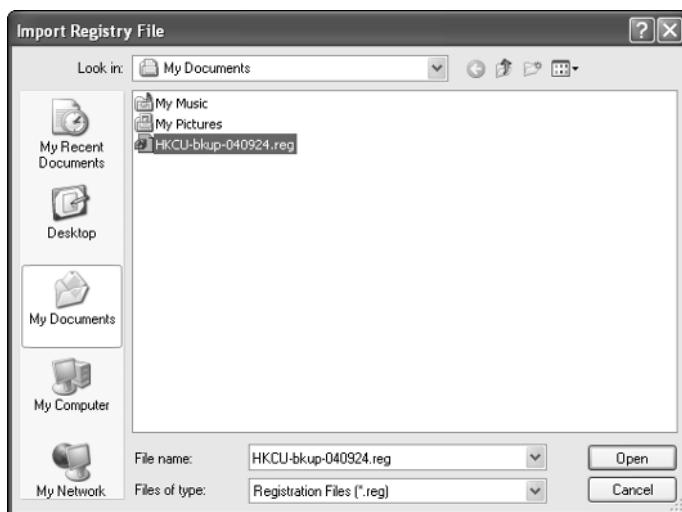 Import Registry File
Look in: My Documents
My Music
My Pictures
HKCU-bkup-040924.reg
My Recent
Documents
Desktop
My Documents
My Computer
My Network
File name: HKCU-bkup-040924.reg Open
Files of type: Registration Files (*.reg) Cancel